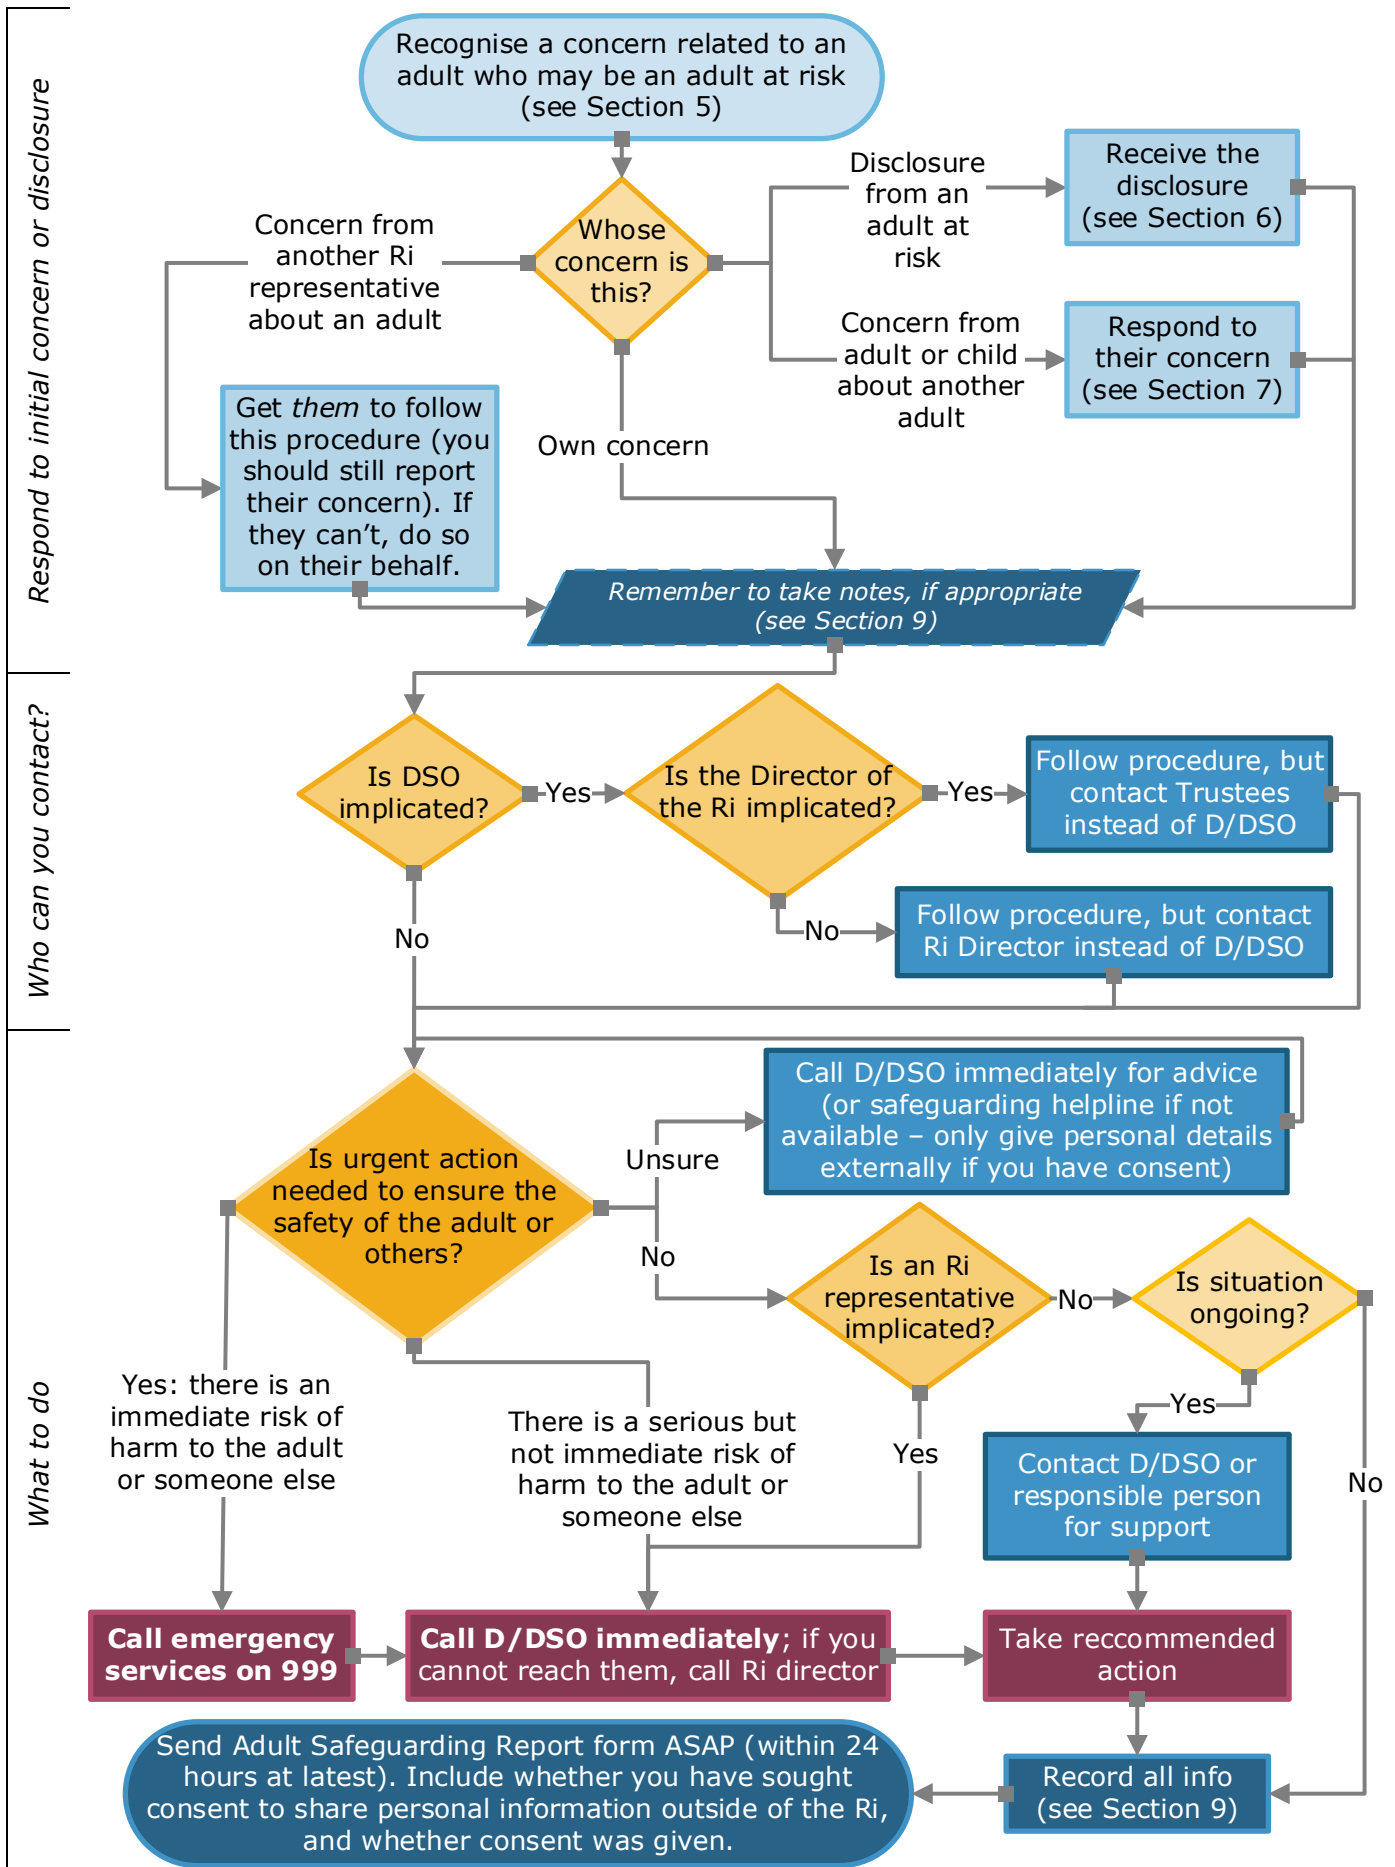 Respond to initial concern or disclosure
Recognise a concern related to an
adult who may be an adult at risk
(see Section 5)
Whose
concern is
this?
Concern from
another Ri
representative
about an adult
Disclosure
from an
adult at
risk
Receive the
disclosure
(see Section 6)
Concern from
adult or child
about another
adult
Respond to
their concern
(see Section 7)
Get them to follow
this procedure (you
should still report
their concern). If
they can't, do so
on their behalf.
Own concern
Remember to take notes, if appropriate
(see Section 9)
Who can you contact?
Is DSO
implicated?
Yes
Is the Director of
the Ri implicated?
Yes
Follow procedure, but
contact Trustees
instead of D/DSO
No
No
Follow procedure, but contact
Ri Director instead of D/DSO
What to do
Is urgent action
needed to ensure the
safety of the adult or
others?
Unsure
Call D/DSO immediately for advice
(or safeguarding helpline if not
available – only give personal details
externally if you have consent)
No
Is an Ri
representative
implicated?
No
Is situation
ongoing?
Yes: there is an
immediate risk of
harm to the adult
or someone else
There is a serious but
not immediate risk of
harm to the adult or
someone else
Yes
Yes
No
Contact D/DSO or
responsible person
for support
Call emergency
services on 999
Call D/DSO immediately; if you
cannot reach them, call Ri director
Take reccommended
action
Send Adult Safeguarding Report form ASAP (within 24
hours at latest). Include whether you have sought
consent to share personal information outside of the Ri,
and whether consent was given.
Record all info
(see Section 9)